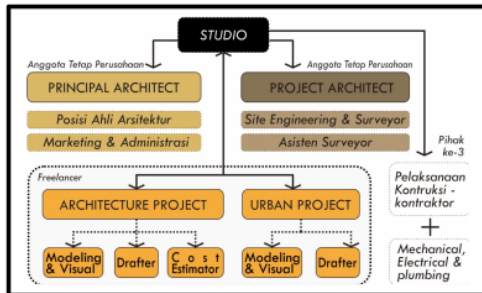 STUDIO
Anggota Tetap Perusahaan
Anggota Tetap Perusahaan
PRINCIPAL ARCHITECT
PROJECT ARCHITECT
Posisi Ahli Arsitektur
Site Engineering & Surveyor
Marketing & Administrasi
Asisten Surveyor
Pihak
ke-3
Freelancer
Pelaksanaan
Kontruksi -
kontraktor
ARCHITECTURE PROJECT
URBAN PROJECT
+
Modeling
& Visual
Drafter
Cost
Estimator
Modeling
& Visual
Drafter
Mechanical,
Electrical &
plumbing